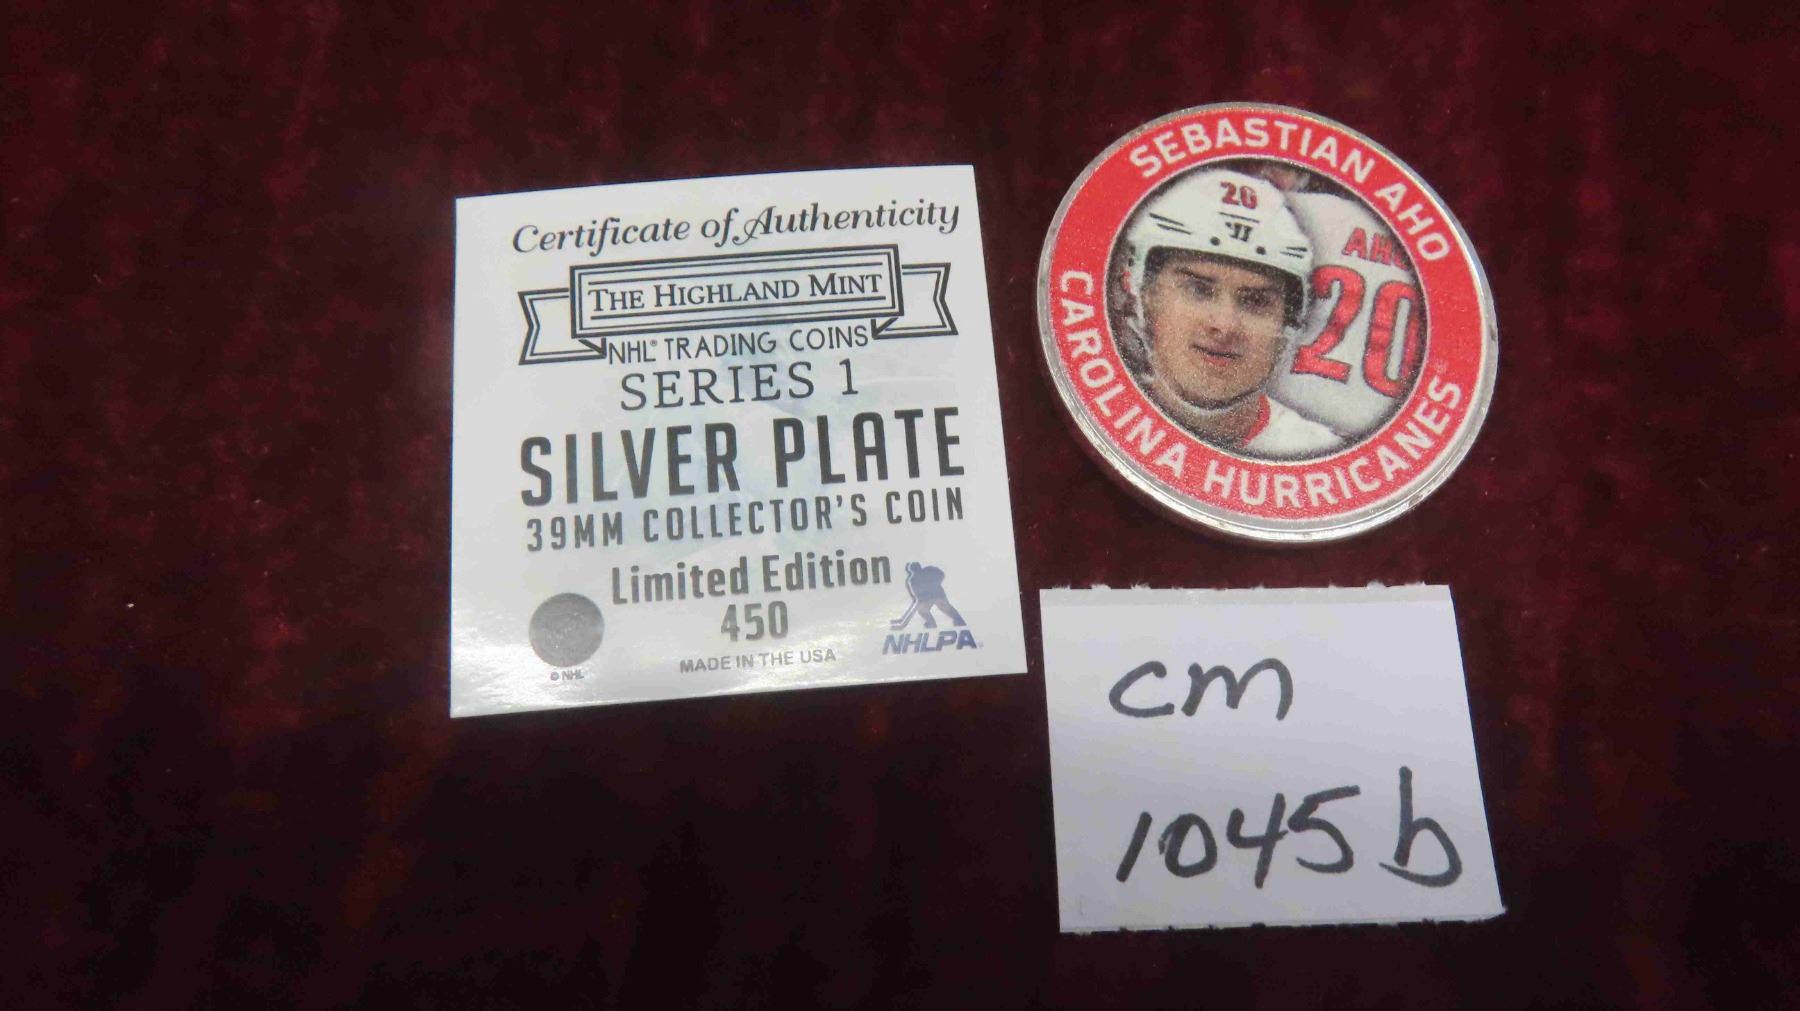 Certificate of Authenticity
THE HIGHLAND MINT
NHL® TRADING COINS
SERIES 1
SILVER PLATE
39MM COLLECTOR'S COIN
Limited Edition
450
MADE IN THE USA
© NHL
NHLPA
SEBASTIAN AHO
20
AHO
20
CAROLINA HURRICANES
cm
1045b